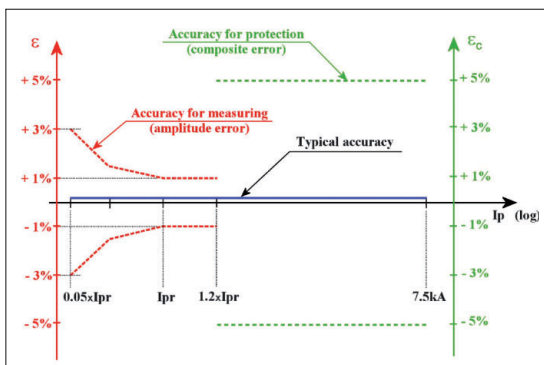 ε
Accuracy for protection
(composite error)
εc
+ 5%
+ 5%
Accuracy for measuring
(amplitude error)
+3%
+ 3%
Typical accuracy
+1%
+ 1%
Ip (log)
- 1%
- 1%
-3%
- 3%
0.05xIpr
Ipr
1.2xIpr
7.5kA
-5%
- 5%